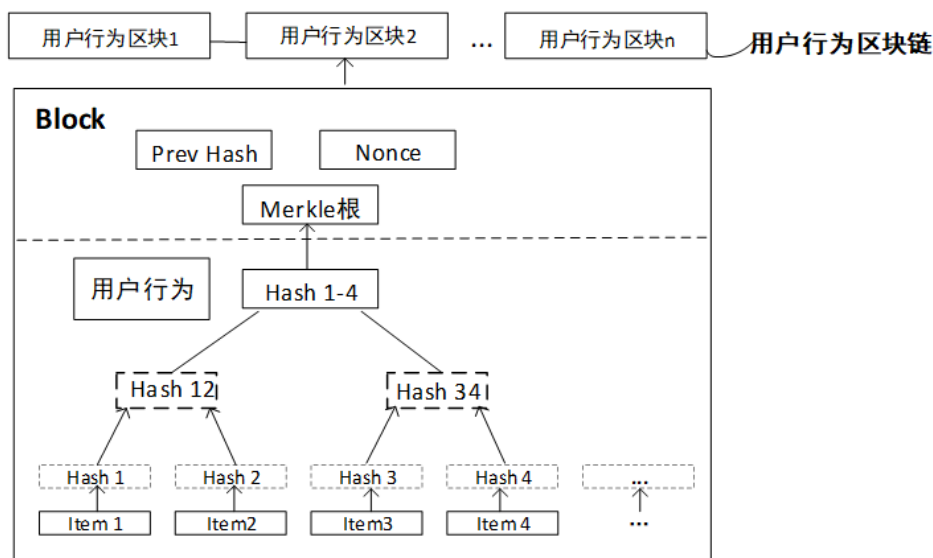 用户行为区块1
用户行为区块2
...
用户行为区块n
用户行为区块链
Block
Prev Hash
Nonce
Merkle根
用户行为
Hash 1-4
Hash 12
Hash 34
Hash 1
Hash 2
Hash 3
Hash 4
...
Item 1
Item2
Item3
Item 4
...